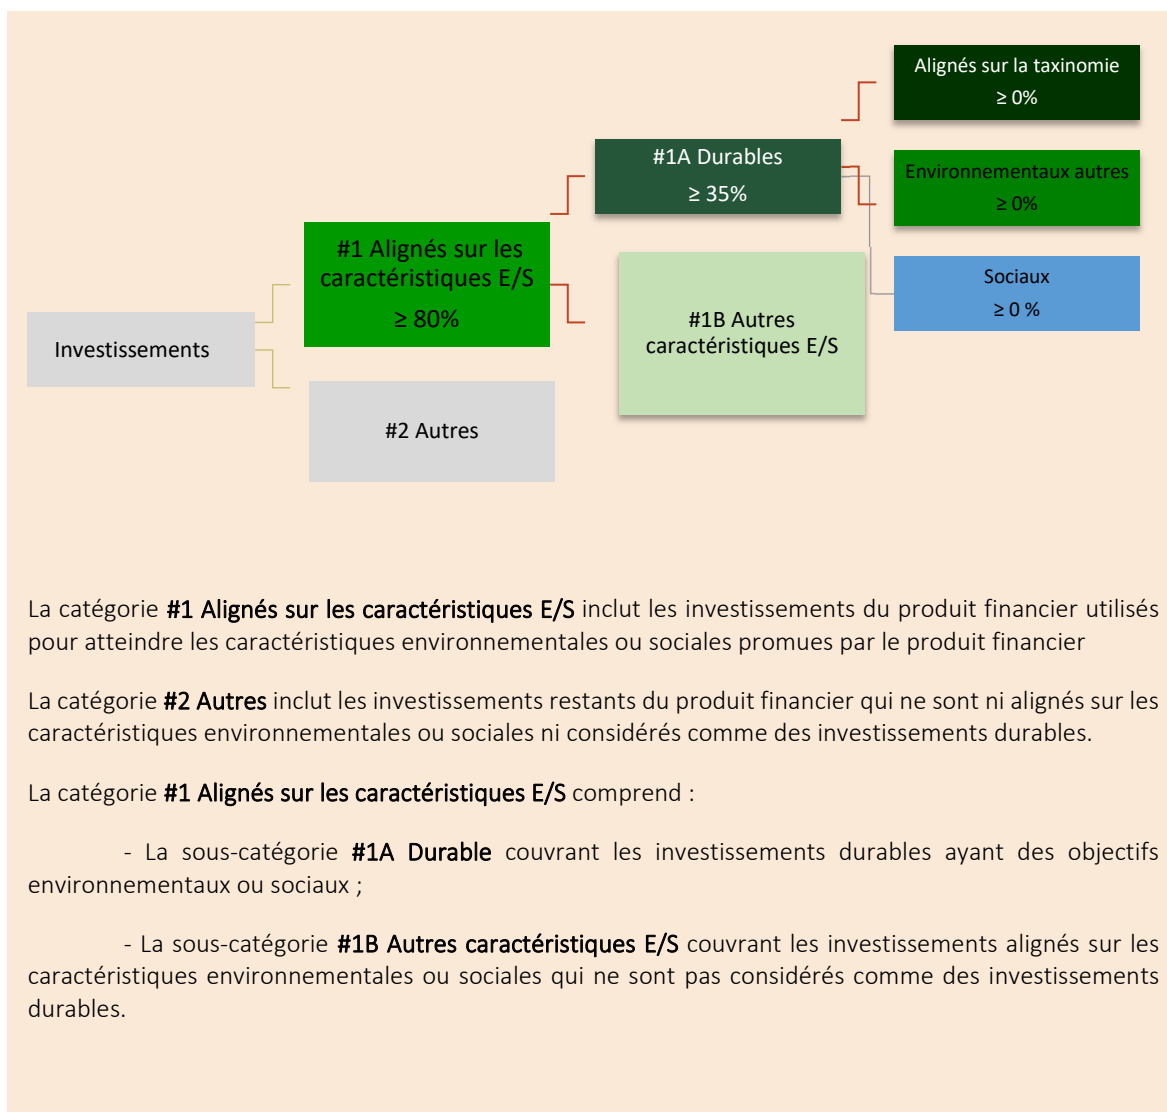 Alignés sur la taxinomie
≥ 0%
#1A Durables
≥ 35%
Environnementaux autres
≥ 0%
#1 Alignés sur les
caractéristiques E/S
≥ 80%
Sociaux
≥ 0 %
#1B Autres
caractéristiques E/S
Investissements
#2 Autres
La catégorie #1 Alignés sur les caractéristiques E/S inclut les investissements du produit financier utilisés
pour atteindre les caractéristiques environnementales ou sociales promues par le produit financier
La catégorie #2 Autres inclut les investissements restants du produit financier qui ne sont ni alignés sur les
caractéristiques environnementales ou sociales ni considérés comme des investissements durables.
La catégorie #1 Alignés sur les caractéristiques E/S comprend :
- La sous-catégorie #1A Durable couvrant les investissements durables ayant des objectifs
environnementaux ou sociaux ;
- La sous-catégorie #1B Autres caractéristiques E/S couvrant les investissements alignés sur les
caractéristiques environnementales ou sociales qui ne sont pas considérés comme des investissements
durables.